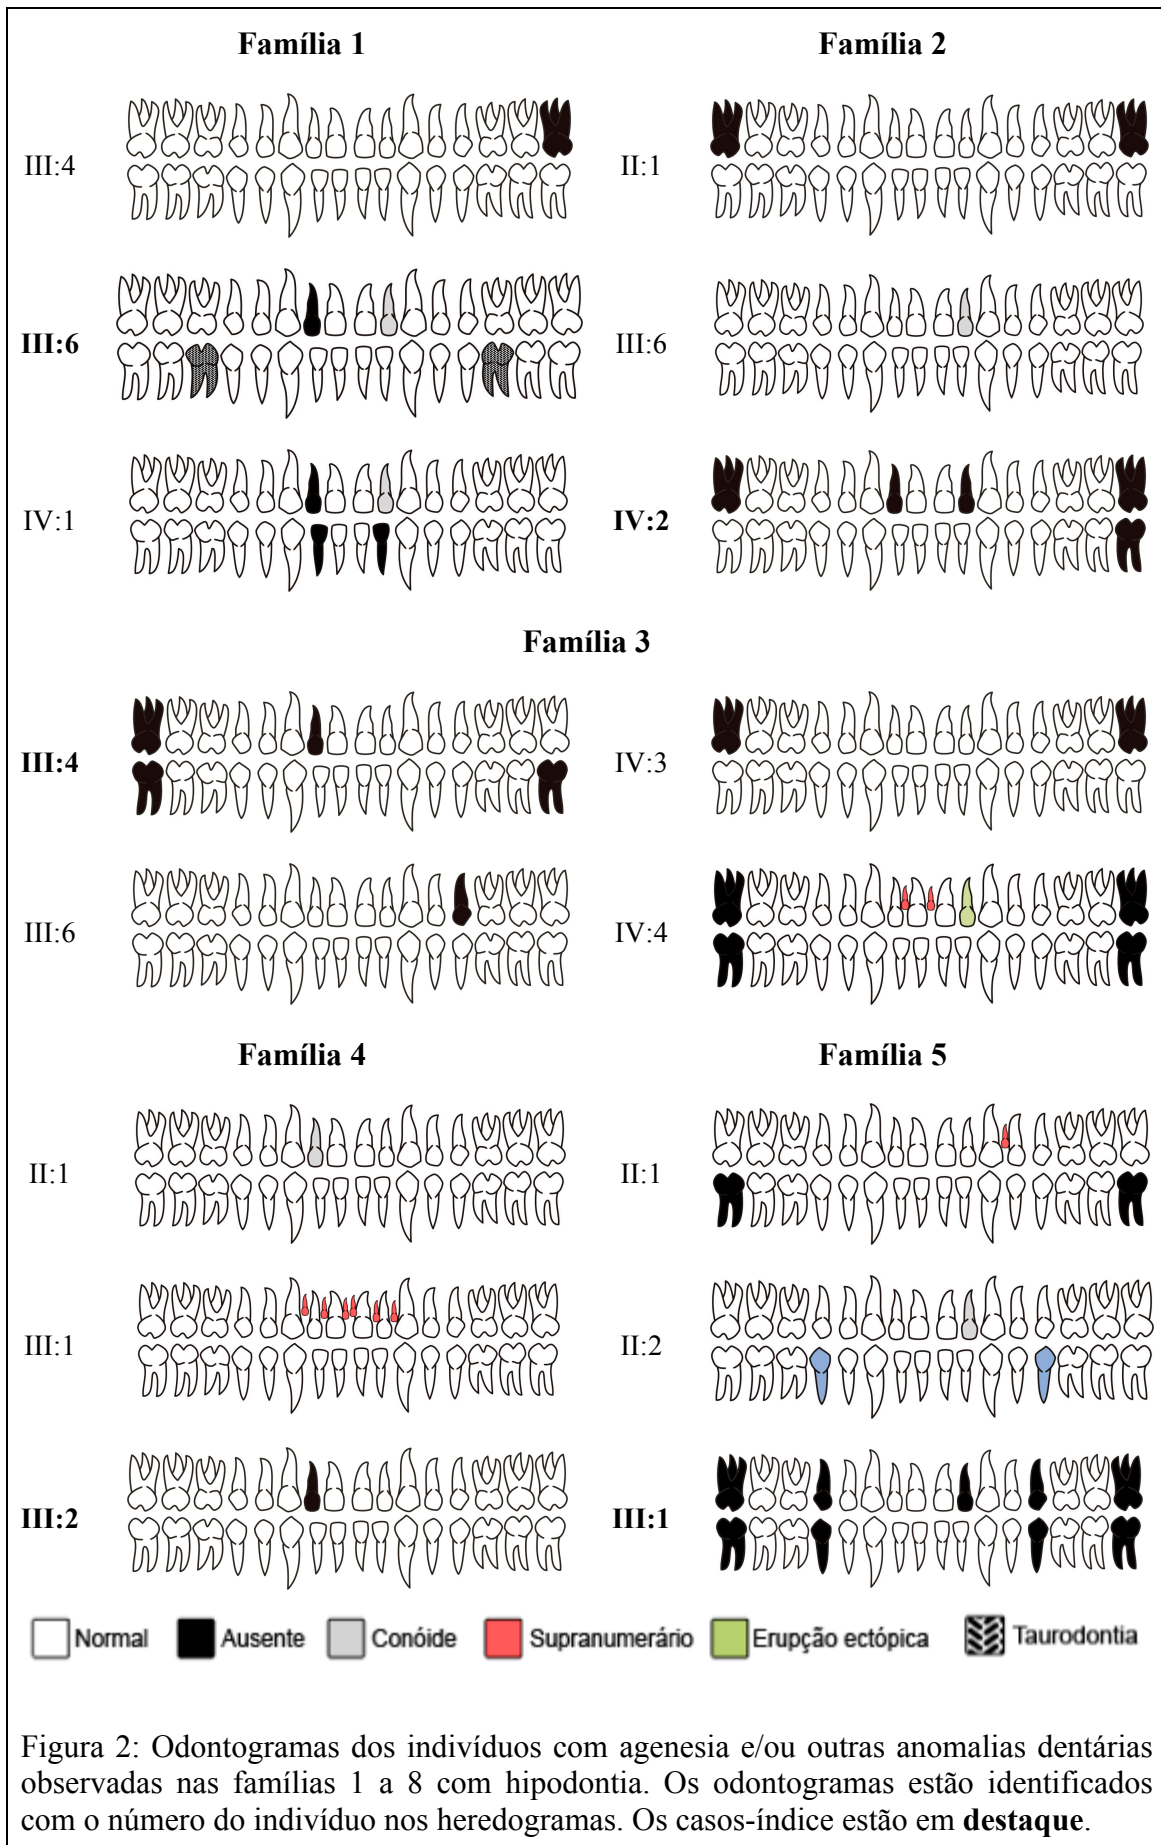 Família 1
Família 2
III:4
II:1
III:6
III:6
IV:1
IV:2
Família 3
III:4
IV:3
III:6
IV:4
Família 4
Família 5
II:1
II:1
III:1
II:2
III:2
III:1
Normal Ausente Conóide Supranumerário Erupção ectópica Taurodontia
Figura 2: Odontogramas dos indivíduos com agenesia e/ou outras anomalias dentárias
observadas nas famílias 1 a 8 com hipodontia. Os odontogramas estão identificados
com o número do indivíduo nos heredogramas. Os casos-índice estão em destaque.